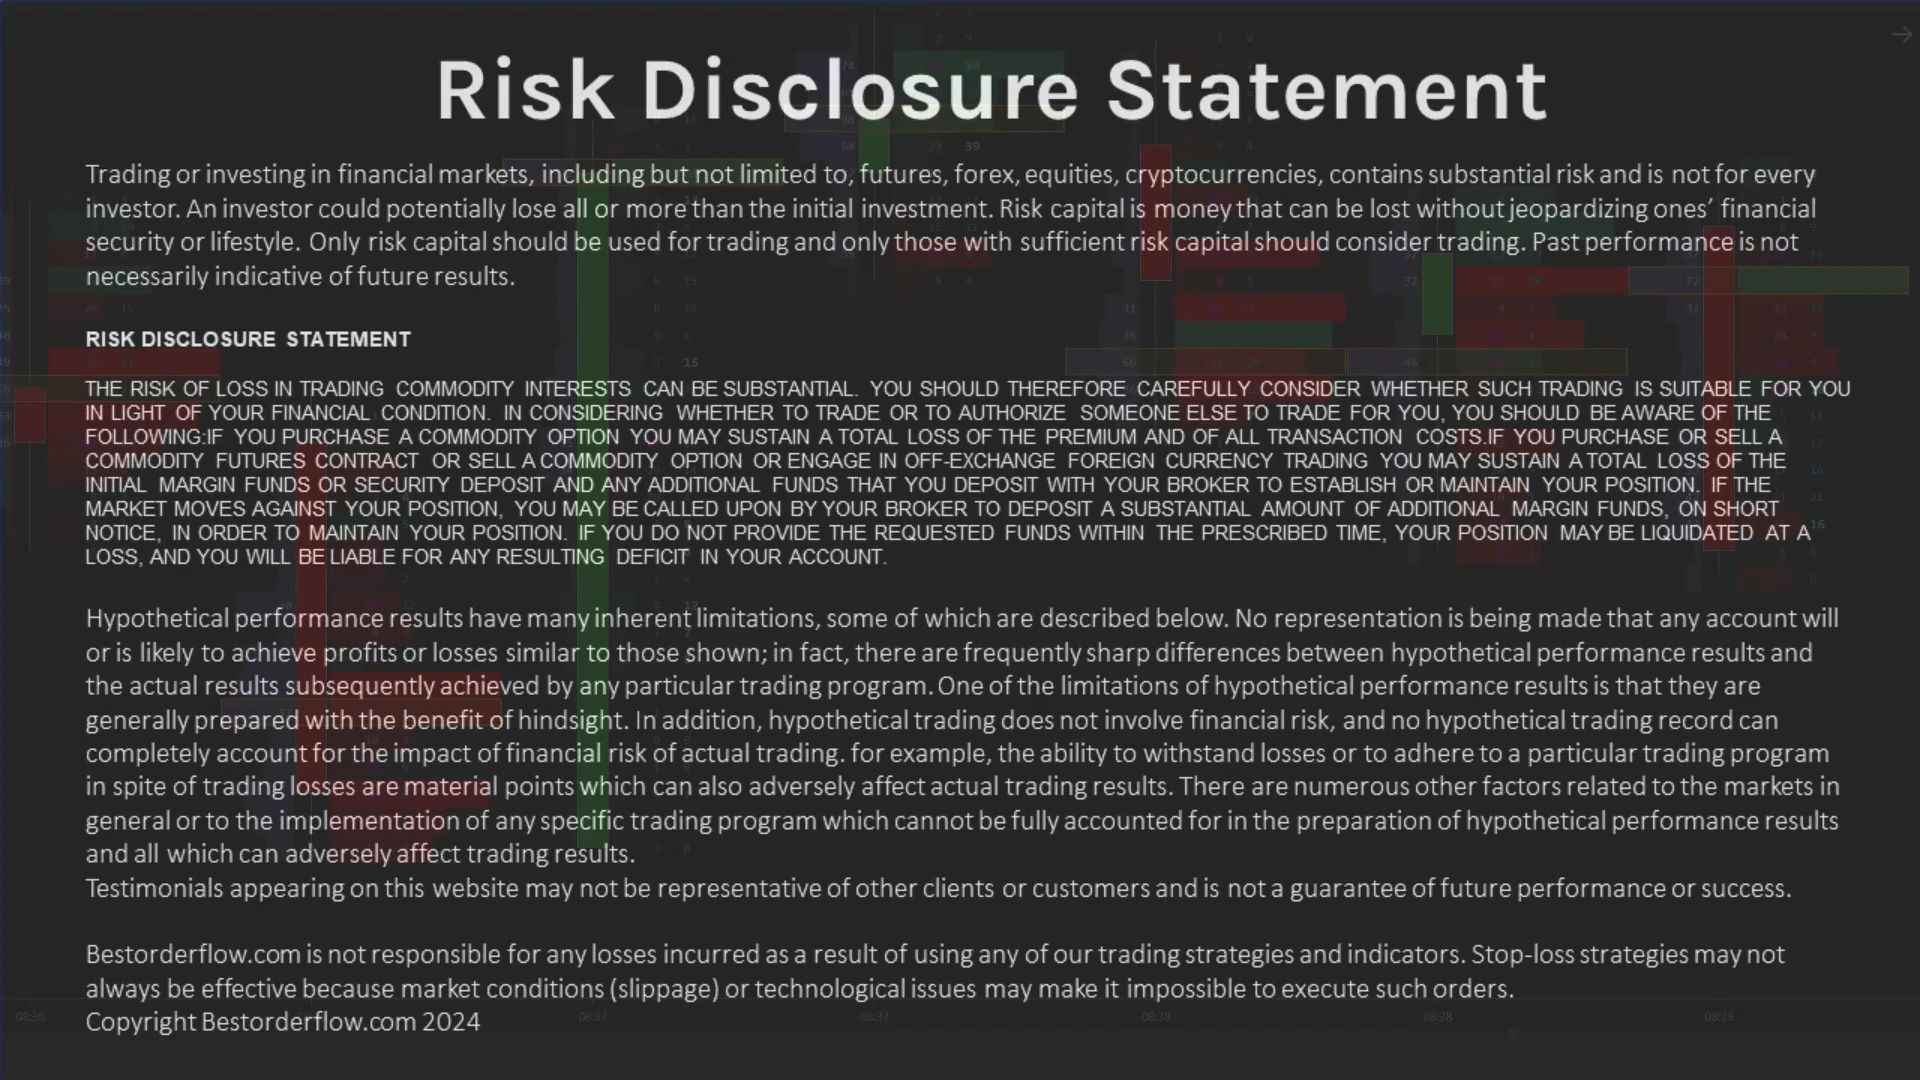 Risk Disclosure Statement
Trading or investing in financial markets, including but not limited to, futures, forex, equities, cryptocurrencies, contains substantial risk and is not for every
investor. An investor could potentially lose all or more than the initial investment. Risk capital is money that can be lost without jeopardizing ones’ financial
security or lifestyle. Only risk capital should be used for trading and only those with sufficient risk capital should consider trading. Past performance is not
necessarily indicative of future results.
RISK DISCLOSURE STATEMENT
THE RISK OF LOSS IN TRADING COMMODITY INTERESTS CAN BE SUBSTANTIAL. YOU SHOULD THEREFORE CAREFULLY CONSIDER WHETHER SUCH TRADING IS SUITABLE FOR YOU
IN LIGHT OF YOUR FINANCIAL CONDITION. IN CONSIDERING WHETHER TO TRADE OR TO AUTHORIZE SOMEONE ELSE TO TRADE FOR YOU, YOU SHOULD BE AWARE OF THE
FOLLOWING:IF YOU PURCHASE A COMMODITY OPTION YOU MAY SUSTAIN A TOTAL LOSS OF THE PREMIUM AND OF ALL TRANSACTION COSTS.IF YOU PURCHASE OR SELL A
COMMODITY FUTURES CONTRACT OR SELL A COMMODITY OPTION OR ENGAGE IN OFF-EXCHANGE FOREIGN CURRENCY TRADING YOU MAY SUSTAIN A TOTAL LOSS OF THE
INITIAL MARGIN FUNDS OR SECURITY DEPOSIT AND ANY ADDITIONAL FUNDS THAT YOU DEPOSIT WITH YOUR BROKER TO ESTABLISH OR MAINTAIN YOUR POSITION. IF THE
MARKET MOVES AGAINST YOUR POSITION, YOU MAY BE CALLED UPON BY YOUR BROKER TO DEPOSIT A SUBSTANTIAL AMOUNT OF ADDITIONAL MARGIN FUNDS, ON SHORT
NOTICE, IN ORDER TO MAINTAIN YOUR POSITION. IF YOU DO NOT PROVIDE THE REQUESTED FUNDS WITHIN THE PRESCRIBED TIME, YOUR POSITION MAY BE LIQUIDATED AT A
LOSS, AND YOU WILL BE LIABLE FOR ANY RESULTING DEFICIT IN YOUR ACCOUNT.
Hypothetical performance results have many inherent limitations, some of which are described below. No representation is being made that any account will
or is likely to achieve profits or losses similar to those shown; in fact, there are frequently sharp differences between hypothetical performance results and
the actual results subsequently achieved by any particular trading program. One of the limitations of hypothetical performance results is that they are
generally prepared with the benefit of hindsight. In addition, hypothetical trading does not involve financial risk, and no hypothetical trading record can
completely account for the impact of financial risk of actual trading. for example, the ability to withstand losses or to adhere to a particular trading program
in spite of trading losses are material points which can also adversely affect actual trading results. There are numerous other factors related to the markets in
general or to the implementation of any specific trading program which cannot be fully accounted for in the preparation of hypothetical performance results
and all which can adversely affect trading results.
Testimonials appearing on this website may not be representative of other clients or customers and is not a guarantee of future performance or success.
Bestorderflow.com is not responsible for any losses incurred as a result of using any of our trading strategies and indicators. Stop-loss strategies may not
always be effective because market conditions (slippage) or technological issues may make it impossible to execute such orders.
Copyright Bestorderflow.com 2024
08:36 08:37 08:37 08:38 08:38 08:39